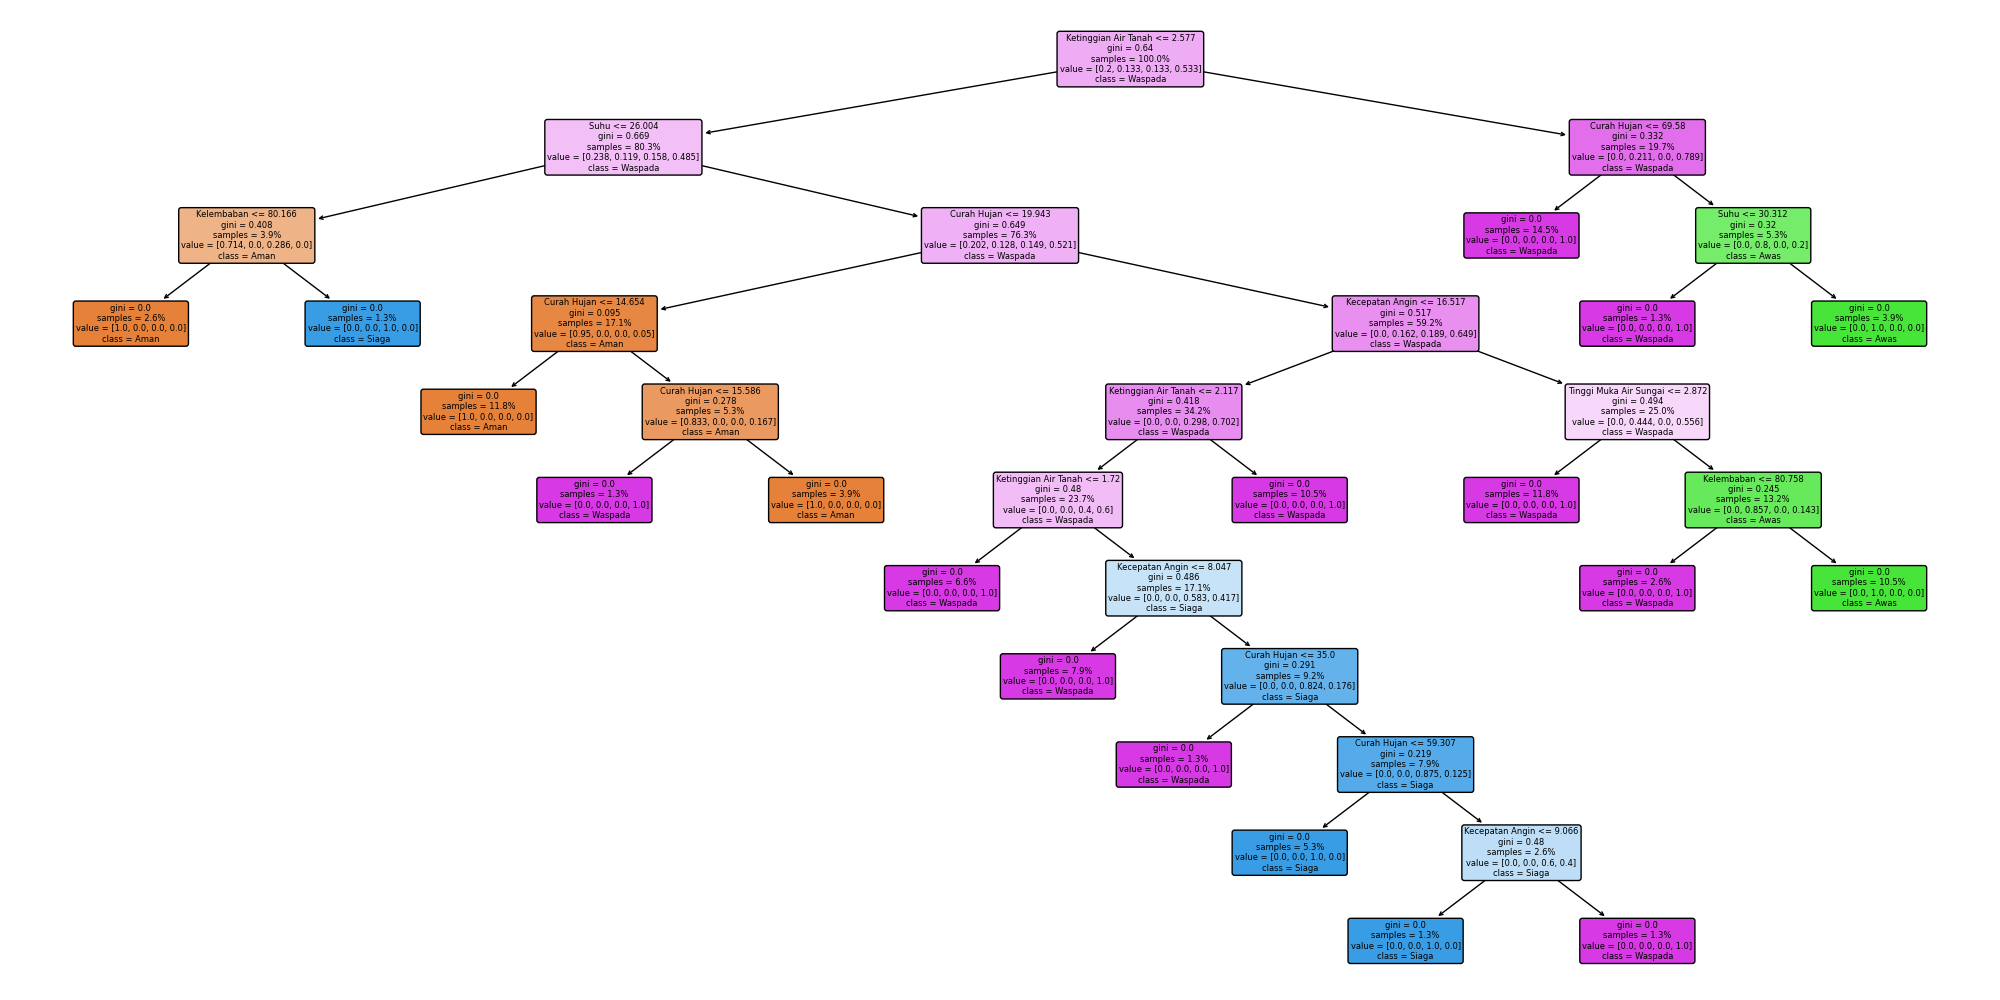 Ketinggian Air Tanah <= 2.577
gini = 0.64
samples = 100.0%
value = [0.2, 0.133, 0.133, 0.533]
class = Waspada
Suhu <= 26.004
gini = 0.669
samples = 80.3%
value = [0.238, 0.119, 0.158, 0.485]
class = Waspada
Curah Hujan <= 69.58
gini = 0.332
samples = 19.7%
value = [0.0, 0.211, 0.0, 0.789]
class = Waspada
Kelembaban <= 80.166
gini = 0.408
samples = 3.9%
value = [0.714, 0.0, 0.286, 0.0]
class = Aman
Curah Hujan <= 19.943
gini = 0.649
samples = 76.3%
value = [0.202, 0.128, 0.149, 0.521]
class = Waspada
gini = 0.0
samples = 14.5%
value = [0.0, 0.0, 0.0, 1.0]
class = Waspada
Suhu <= 30.312
gini = 0.32
samples = 5.3%
value = [0.0, 0.8, 0.0, 0.2]
class = Awas
gini = 0.0
samples = 2.6%
value = [1.0, 0.0, 0.0, 0.0]
class = Aman
gini = 0.0
samples = 1.3%
value = [0.0, 0.0, 1.0, 0.0]
class = Siaga
Curah Hujan <= 14.654
gini = 0.095
samples = 17.1%
value = [0.95, 0.0, 0.0, 0.05]
class = Aman
Kecepatan Angin <= 16.517
gini = 0.517
samples = 59.2%
value = [0.0, 0.162, 0.189, 0.649]
class = Waspada
gini = 0.0
samples = 1.3%
value = [0.0, 0.0, 0.0, 1.0]
class = Waspada
gini = 0.0
samples = 3.9%
value = [0.0, 1.0, 0.0, 0.0]
class = Awas
gini = 0.0
samples = 11.8%
value = [1.0, 0.0, 0.0, 0.0]
class = Aman
Curah Hujan <= 15.586
gini = 0.278
samples = 5.3%
value = [0.833, 0.0, 0.0, 0.167]
class = Aman
Ketinggian Air Tanah <= 2.117
gini = 0.418
samples = 34.2%
value = [0.0, 0.0, 0.298, 0.702]
class = Waspada
Tinggi Muka Air Sungai <= 2.872
gini = 0.494
samples = 25.0%
value = [0.0, 0.444, 0.0, 0.556]
class = Waspada
gini = 0.0
samples = 1.3%
value = [0.0, 0.0, 0.0, 1.0]
class = Waspada
gini = 0.0
samples = 3.9%
value = [1.0, 0.0, 0.0, 0.0]
class = Aman
Ketinggian Air Tanah <= 1.72
gini = 0.48
samples = 23.7%
value = [0.0, 0.0, 0.4, 0.6]
class = Waspada
gini = 0.0
samples = 10.5%
value = [0.0, 0.0, 0.0, 1.0]
class = Waspada
gini = 0.0
samples = 11.8%
value = [0.0, 0.0, 0.0, 1.0]
class = Waspada
Kelembaban <= 80.758
gini = 0.245
samples = 13.2%
value = [0.0, 0.857, 0.0, 0.143]
class = Awas
gini = 0.0
samples = 6.6%
value = [0.0, 0.0, 0.0, 1.0]
class = Waspada
Kecepatan Angin <= 8.047
gini = 0.486
samples = 17.1%
value = [0.0, 0.0, 0.583, 0.417]
class = Siaga
gini = 0.0
samples = 2.6%
value = [0.0, 0.0, 0.0, 1.0]
class = Waspada
gini = 0.0
samples = 10.5%
value = [0.0, 1.0, 0.0, 0.0]
class = Awas
gini = 0.0
samples = 7.9%
value = [0.0, 0.0, 0.0, 1.0]
class = Waspada
Curah Hujan <= 35.0
gini = 0.291
samples = 9.2%
value = [0.0, 0.0, 0.824, 0.176]
class = Siaga
gini = 0.0
samples = 1.3%
value = [0.0, 0.0, 0.0, 1.0]
class = Waspada
Curah Hujan <= 59.307
gini = 0.219
samples = 7.9%
value = [0.0, 0.0, 0.875, 0.125]
class = Siaga
gini = 0.0
samples = 5.3%
value = [0.0, 0.0, 1.0, 0.0]
class = Siaga
Kecepatan Angin <= 9.066
gini = 0.48
samples = 2.6%
value = [0.0, 0.0, 0.6, 0.4]
class = Siaga
gini = 0.0
samples = 1.3%
value = [0.0, 0.0, 1.0, 0.0]
class = Siaga
gini = 0.0
samples = 1.3%
value = [0.0, 0.0, 0.0, 1.0]
class = Waspada